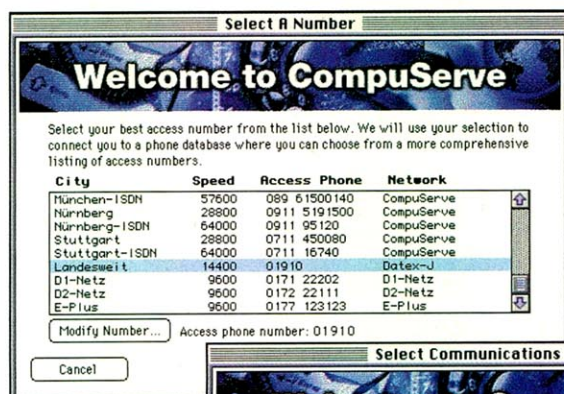 Select A Number
Welcome to CompuServe
Select your best access number from the list below. We will use your selection to
connect you to a phone database where you can choose from a more comprehensive
listing of access numbers.
City Speed Access Phone Network
München-ISDN 57600 089 61500140 CompuServe
Nürnberg 28800 0911 5191500 CompuServe
Nürnberg-ISDN 64000 0911 95120 CompuServe
Stuttgart 28800 0711 450080 CompuServe
Stuttgart-ISDN 64000 0711 16740 CompuServe
Landesweit 14400 01910 Datex-J
D1-Netz 9600 0171 22202 D1-Netz
D2-Netz 9600 0172 22111 D2-Netz
E-Plus 9600 0177 123123 E-Plus
Modify Number... Access phone number: 01910
Cancel
Select Communications